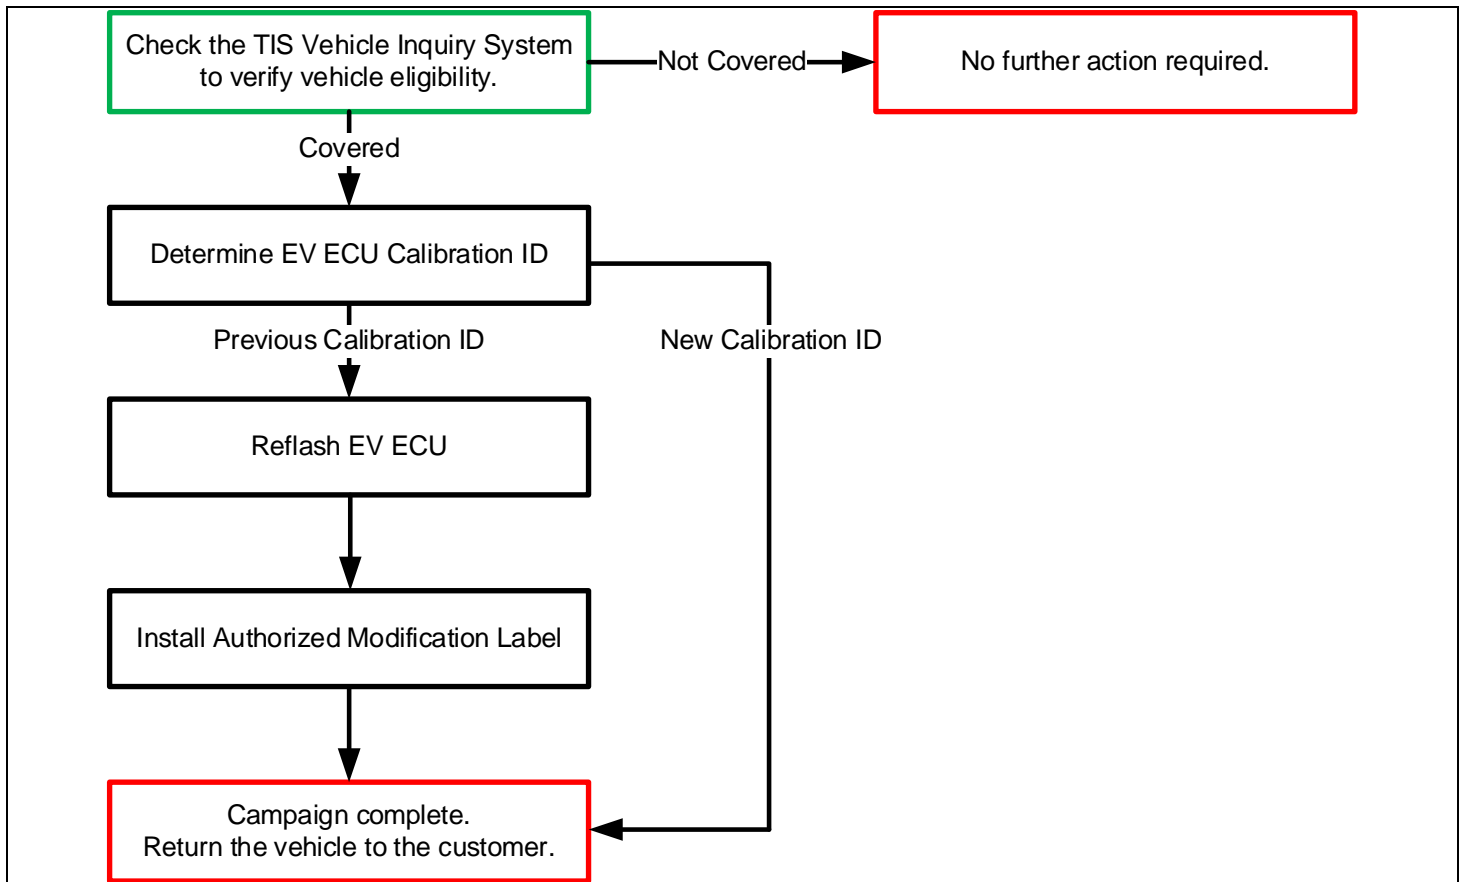 Check the TIS Vehicle Inquiry System
to verify vehicle eligibility.
Not Covered
No further action required.
Covered
Determine EV ECU Calibration ID
Previous Calibration ID
New Calibration ID
Reflash EV ECU
Install Authorized Modification Label
Campaign complete.
Return the vehicle to the customer.